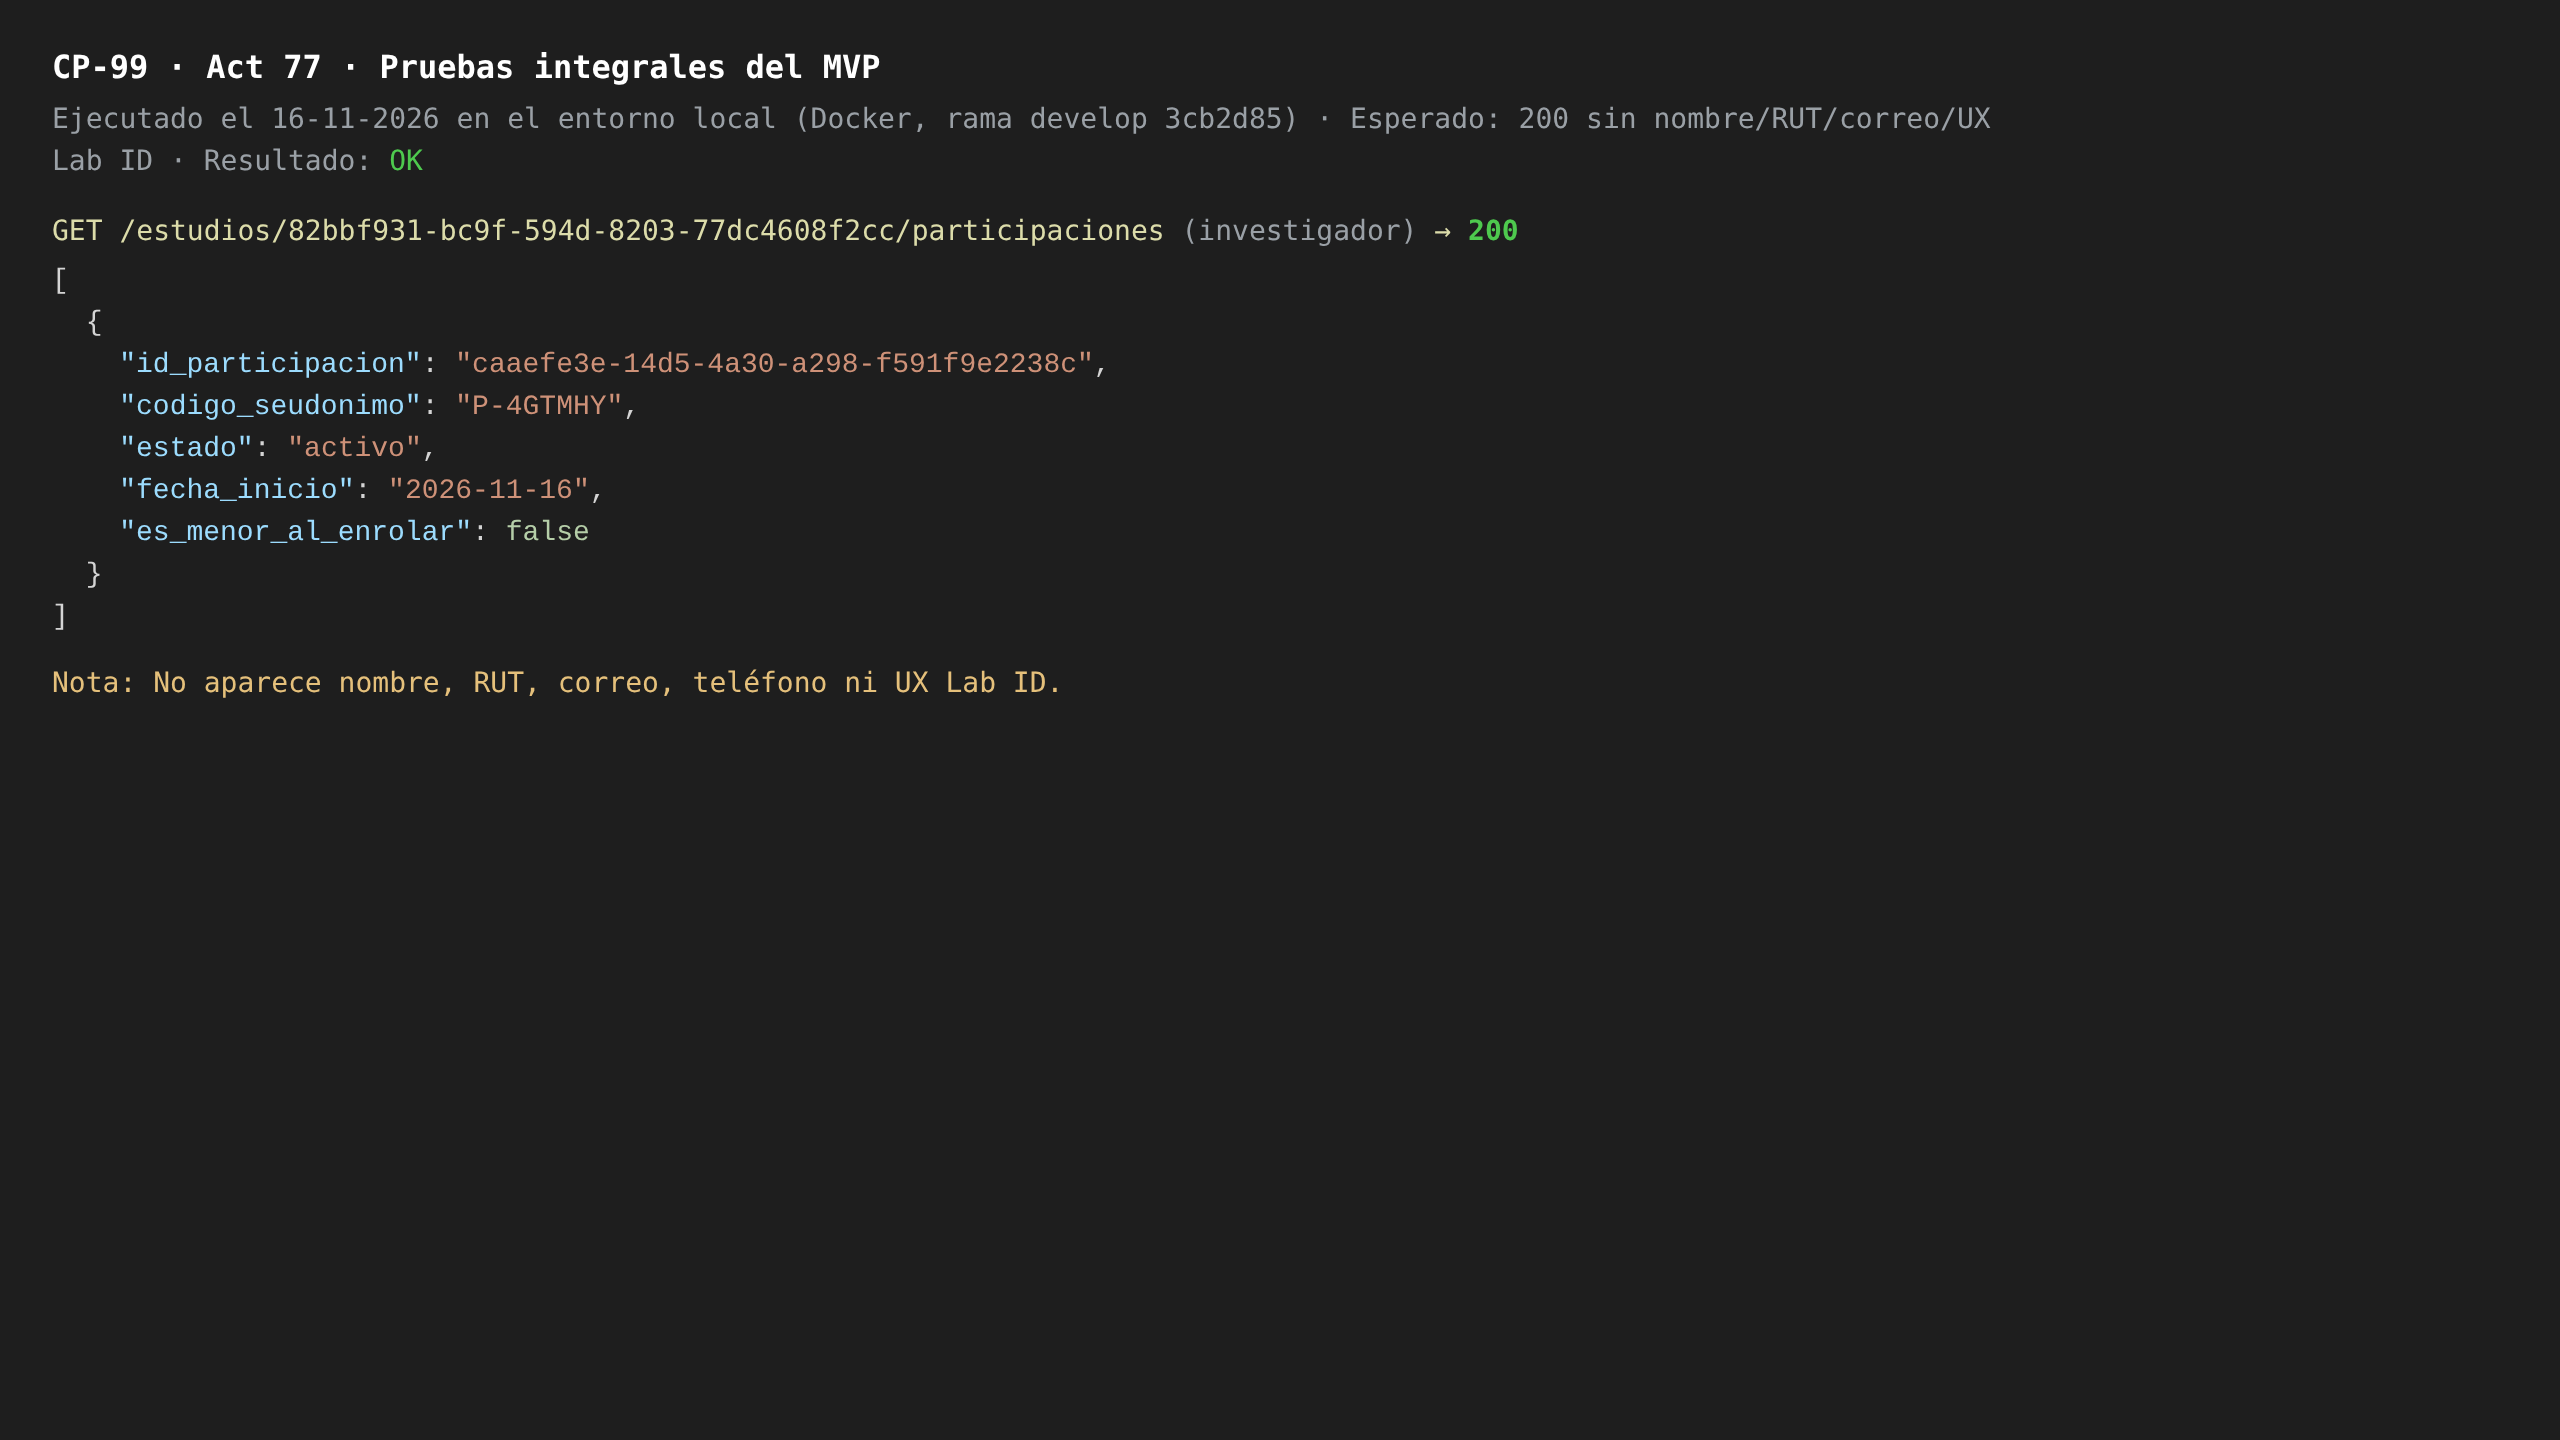 CP-99 · Act 77 · Pruebas integrales del MVP
Ejecutado el 16-11-2026 en el entorno local (Docker, rama develop 3cb2d85) · Esperado: 200 sin nombre/RUT/correo/UX
Lab ID · Resultado: OK
GET /estudios/82bbf931-bc9f-594d-8203-77dc4608f2cc/participaciones (investigador) → 200
[
  {
    "id_participacion": "caaefe3e-14d5-4a30-a298-f591f9e2238c",
    "codigo_seudonimo": "P-4GTMHY",
    "estado": "activo",
    "fecha_inicio": "2026-11-16",
    "es_menor_al_enrolar": false
  }
]
Nota: No aparece nombre, RUT, correo, teléfono ni UX Lab ID.